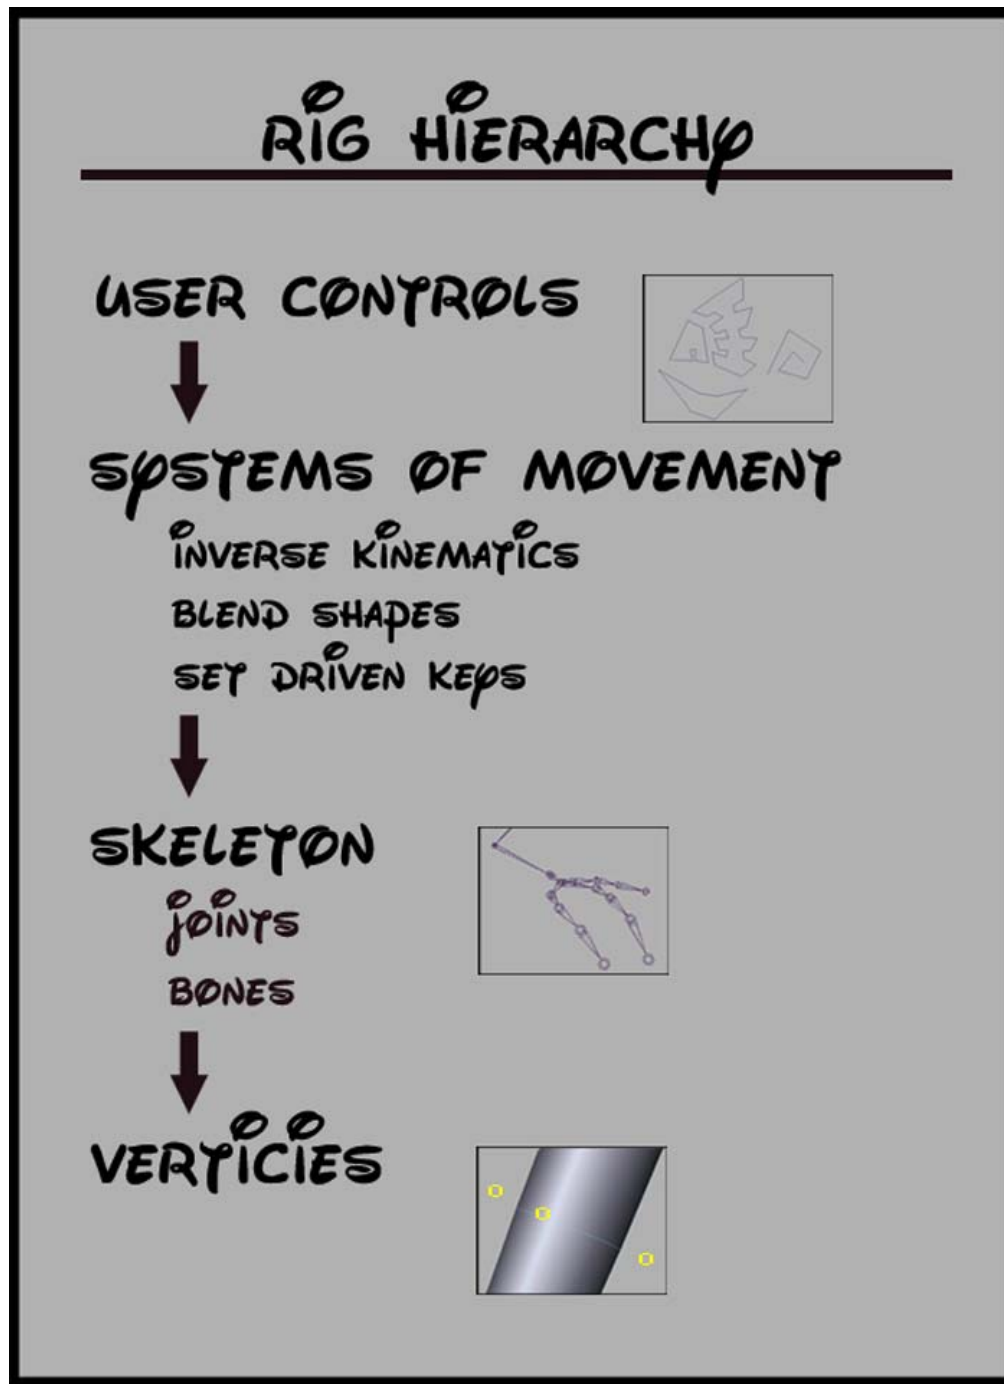 RIG HIERARCHY
USER CONTROLS
SYSTEMS OF MOVEMENT
INVERSE KINEMATICS
BLEND SHAPES
SET DRIVEN KEYS
SKELETON
JOINTS
BONES
VERTICIES